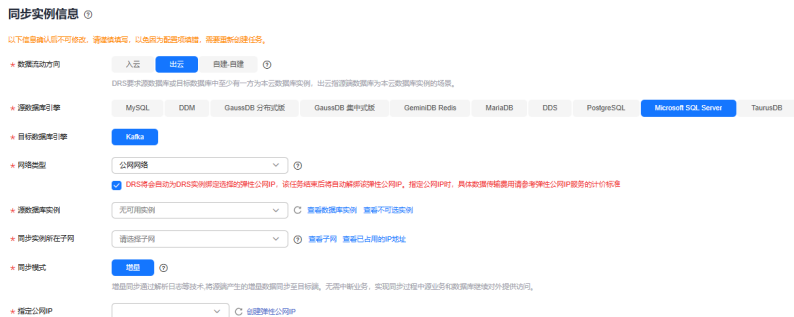 同步实例信息
以下信息确认后不可修改，请谨慎填写，以免因为配置项填错，需要重新创建任务。
数据流动方向 入云 出云 自建-自建
DRS要求源数据库或目标数据库中至少有一方为本云数据库实例，出云指源端数据库为本云数据库实例的场景。
源数据库引擎 MySQL DDM GaussDB 分布式版 GaussDB 集中式版 GeminiDB Redis MariaDB DDS PostgreSQL Microsoft SQL Server TaurusDB
目标数据库引擎 Kafka
网络类型 公网网络
DRS将会自动为DRS实例绑定选择的弹性公网IP，该任务结束后将自动解绑该弹性公网IP。指定公网IP时，具体数据传输费用请参考弹性公网IP服务的计价标准
源数据库实例 无可用实例 查看数据库实例 查看不可选实例
同步实例所在子网 请选择子网 查看子网 查看已占用的IP地址
同步模式 增量
增量同步通过解析日志等技术，将源端产生的增量数据同步至目标端。无需中断业务，实现同步过程中源业务和数据库继续对外提供访问。
指定公网IP 创建弹性公网IP